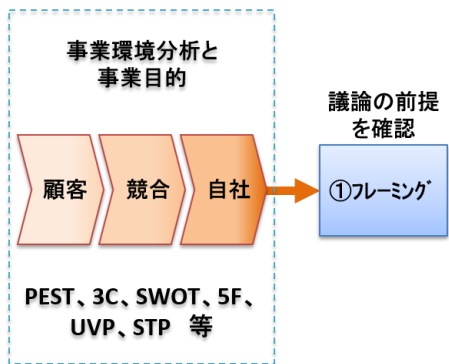 事業環境分析と
事業目的
顧客
競合
自社
PEST、3C、SWOT、5F、
UVP、STP 等
議論の前提
を確認
①ﾌﾚｰﾐﾝｸﾞ